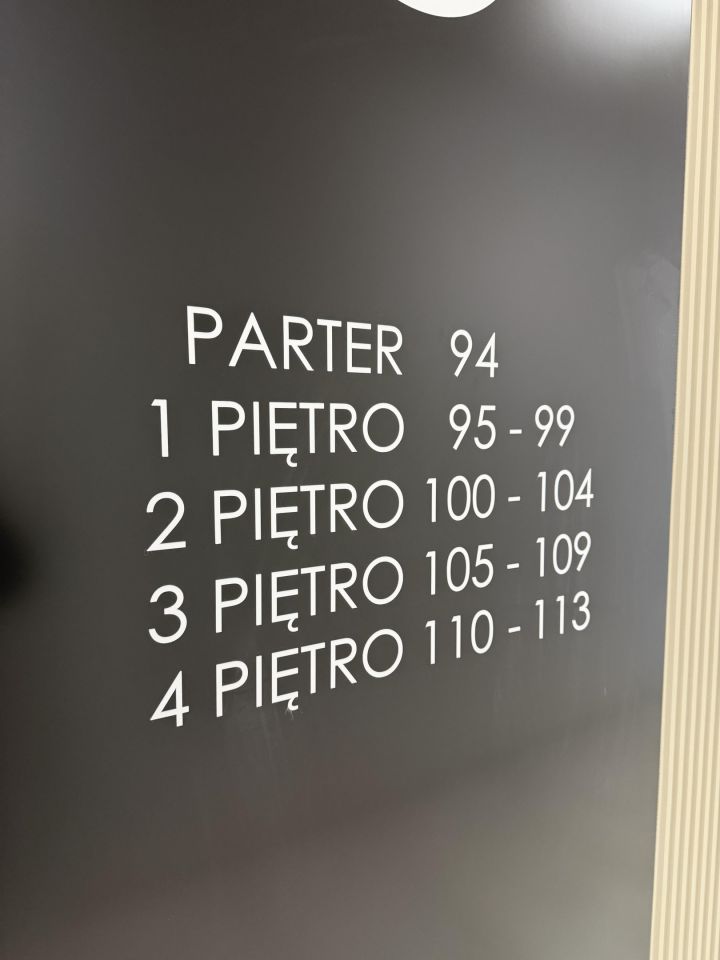 PARTER 94
1 PIĘTRO 95 - 99
2 PIĘTRO 100 - 104
3 PIĘTRO 105 - 109
4 PIĘTRO 110 - 113